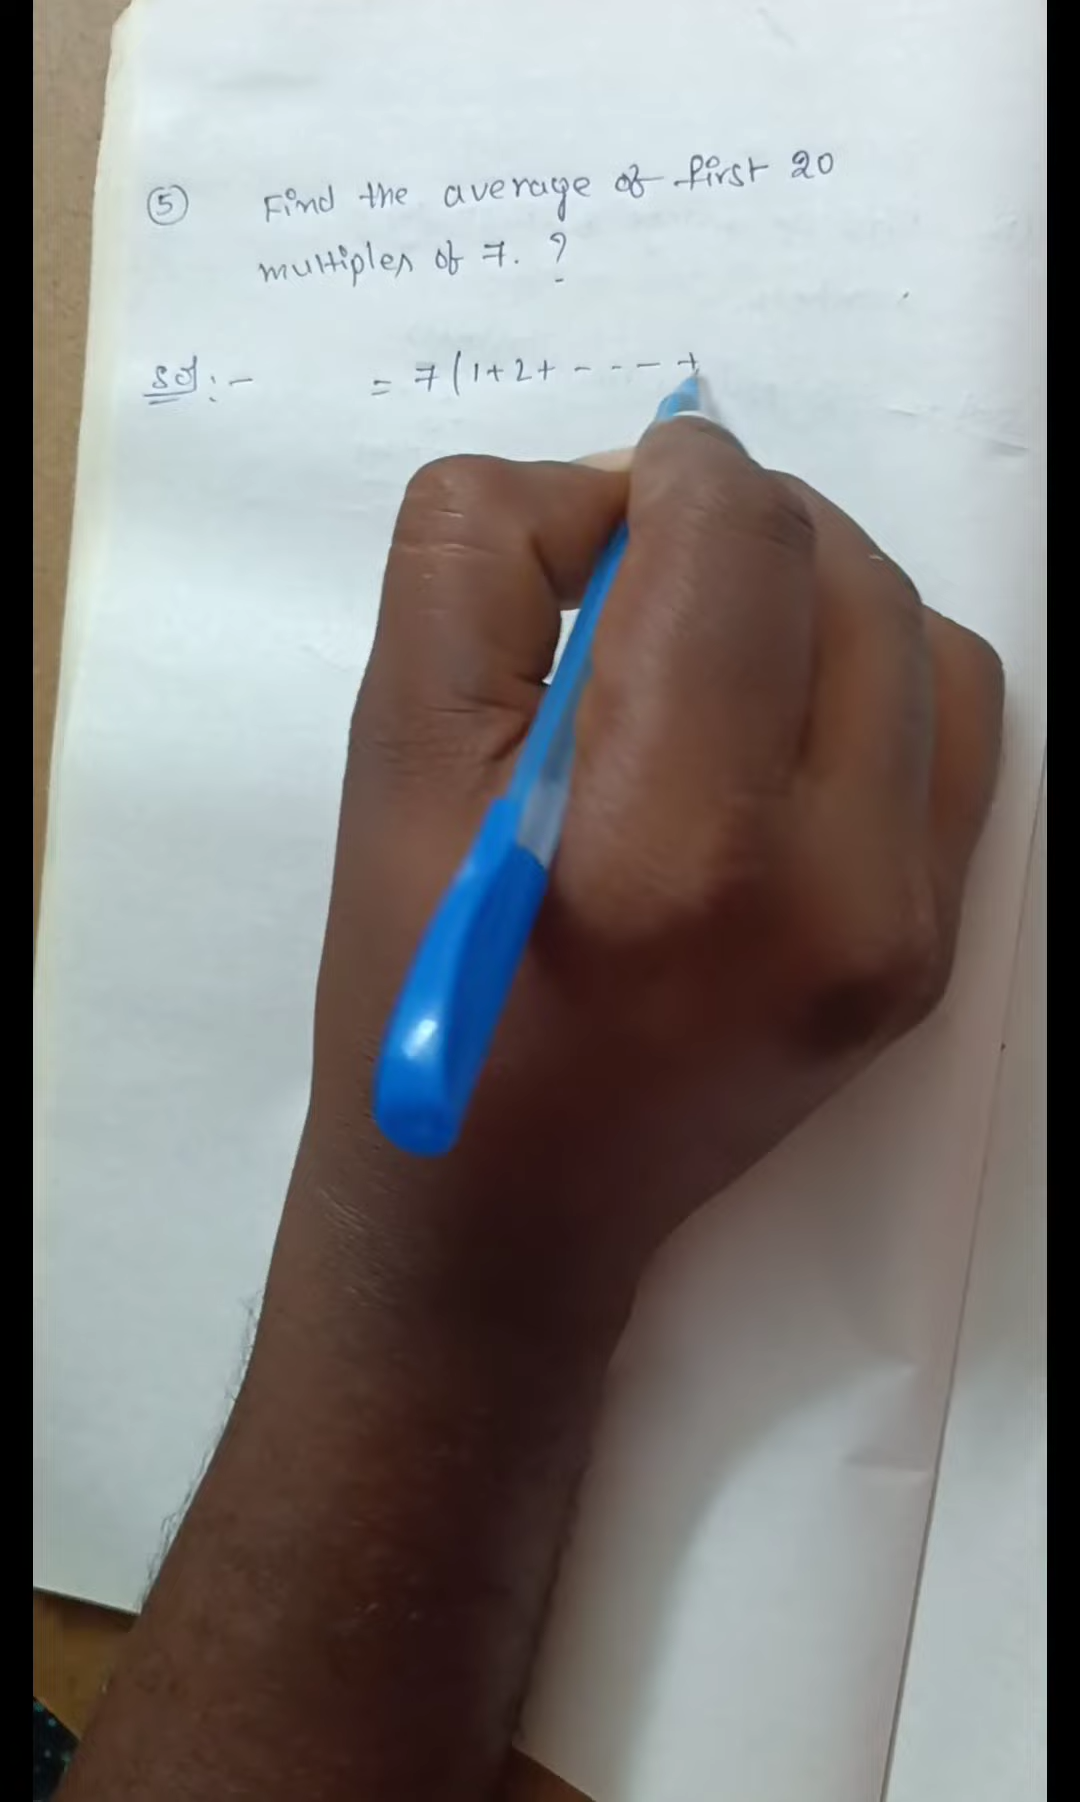 5 Find the average of first 20
multiples of 7. ?
Sol :- = 7 ( 1 + 2 + - - - - +